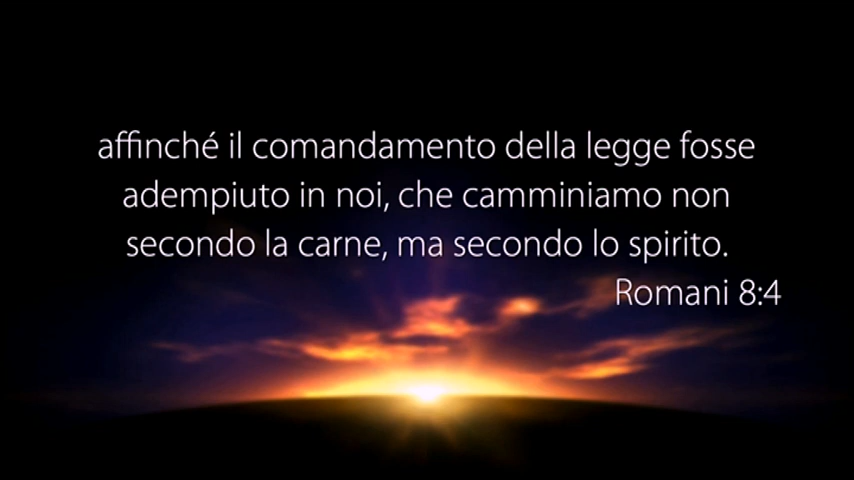 affinché il comandamento della legge fosse
adempiuto in noi, che camminiamo non
secondo la carne, ma secondo lo spirito.
Romani 8:4